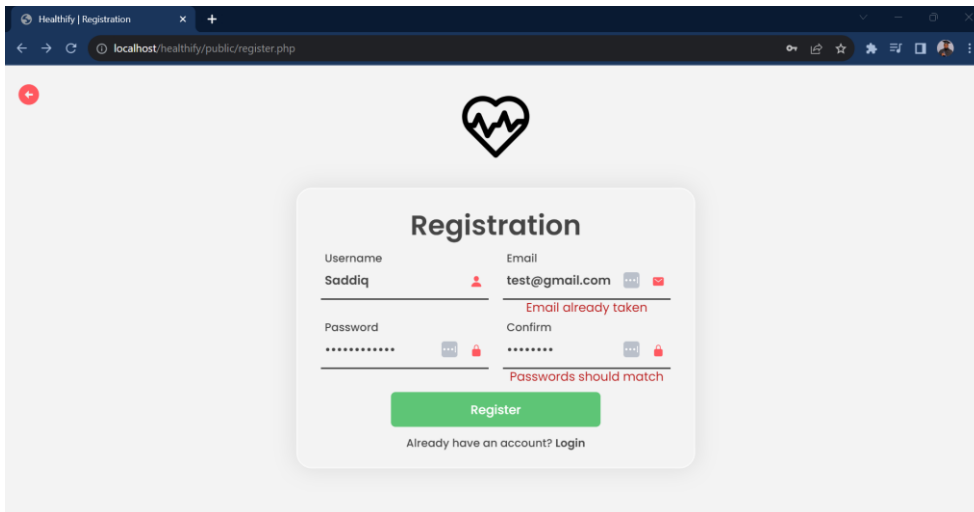 Healthify | Registration
localhost/healthify/public/register.php
Registration
Username
Email
Saddiq
test@gmail.com
Email already taken
Password
Confirm
••••••••••••
••••••••
Passwords should match
Register
Already have an account? Login